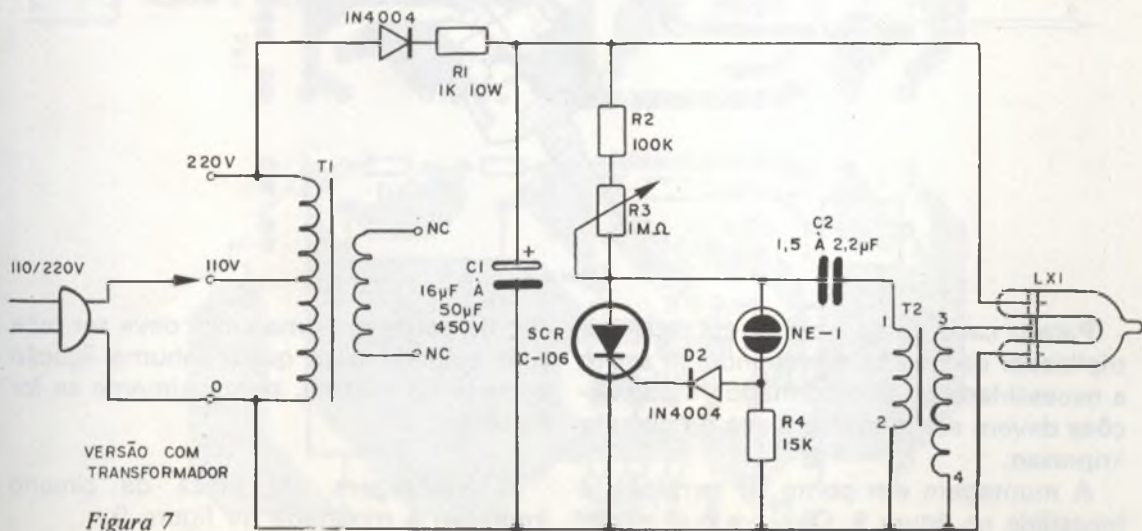 1N4004
R1
1K 10W
220V
T1
NC
110/220V
110V
C1
+
16µF
À
50µF
450V
NC
0
VERSÃO COM
TRANSFORMADOR
Figura 7
R2
100K
R3
1MΩ
SCR
C-106
D2
1N4004
NE-1
R4
15K
C2
À
1,5 À 2,2µF
T2
2
3
4
LX1